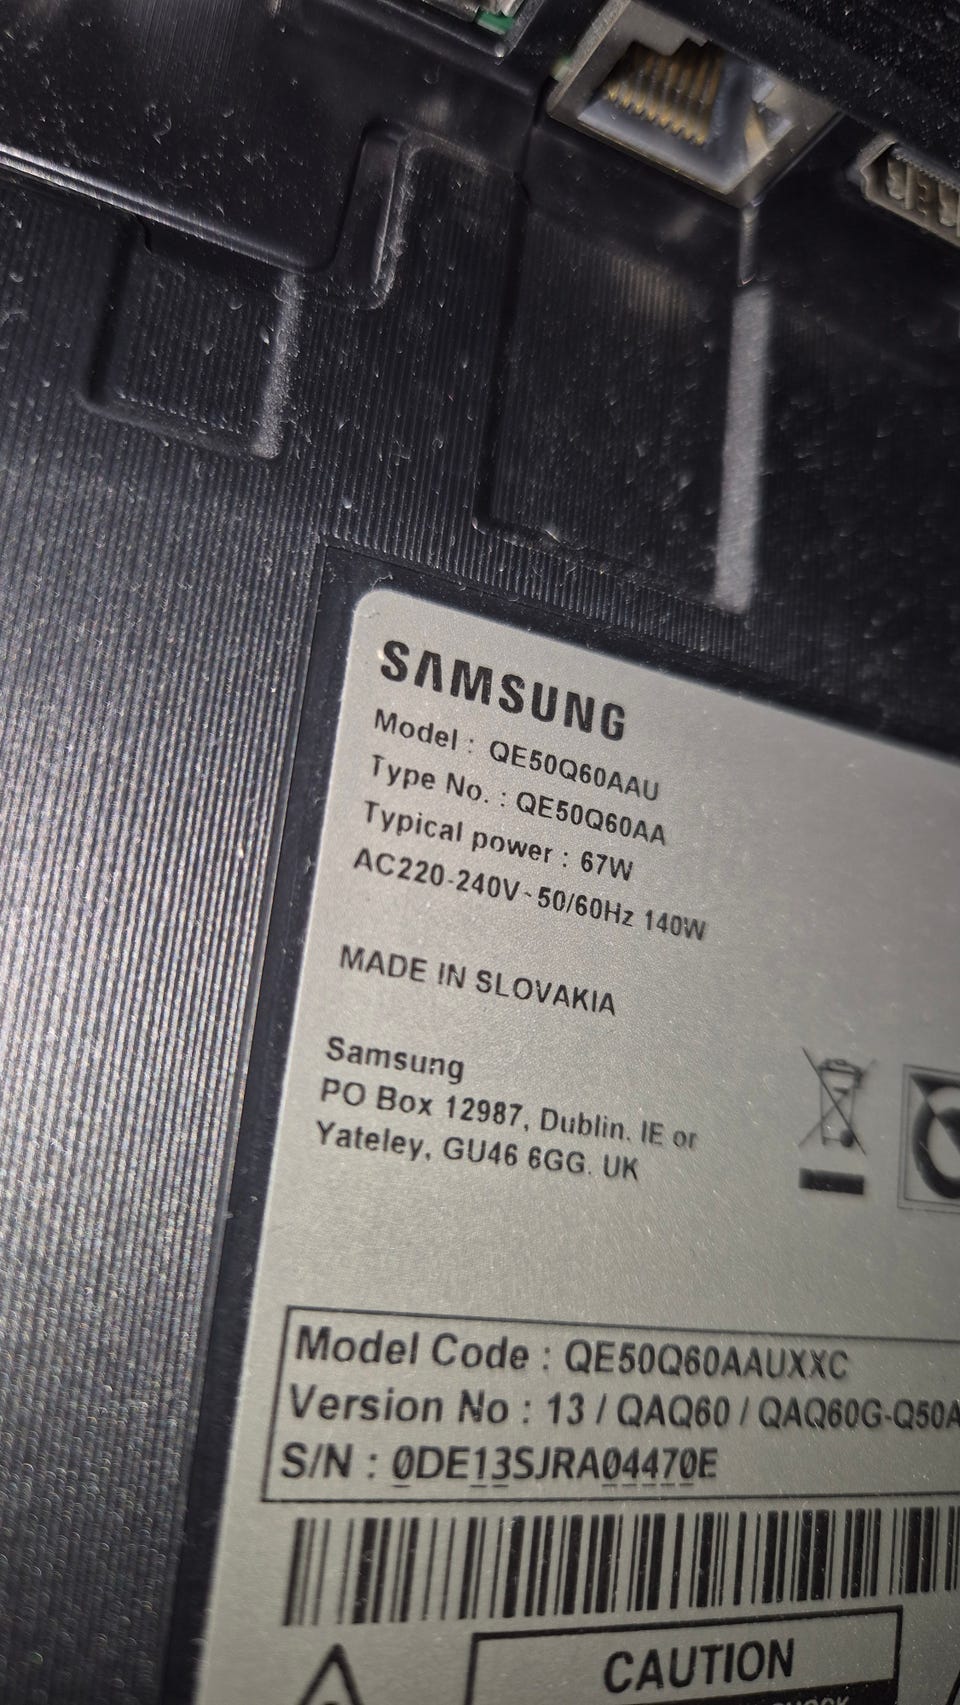 SAMSUNG
Model : QE50Q60AAU
Type No. : QE50Q60AA
Typical power : 67W
AC220-240V~50/60Hz 140W
MADE IN SLOVAKIA
Samsung
PO Box 12987, Dublin. IE or
Yateley, GU46 6GG. UK
Model Code : QE50Q60AAUXXC
Version No : 13 / QAQ60 / QAQ60G-Q50A
S/N : 0DE13SJRA04470E
CAUTION